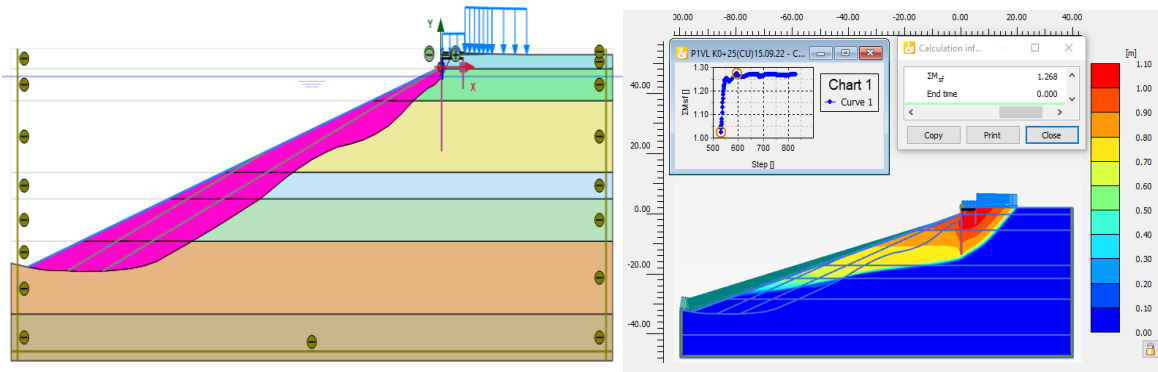 Y
X
00.00 -80.00 -60.00 -40.00 -20.00 0.00 20.00 40.00
P1VL K0+25(CU)15.09.22 - C...
1.30
1.20
1.10
1.00
ΣMsf []
500 600 700 800
Step []
Chart 1
Curve 1
Calculation inf...
ΣMsf 1.268
End time 0.000
Copy Print Close
40.00
20.00
0.00
-20.00
-40.00
[m]
1.10
1.00
0.90
0.80
0.70
0.60
0.50
0.40
0.30
0.20
0.10
0.00